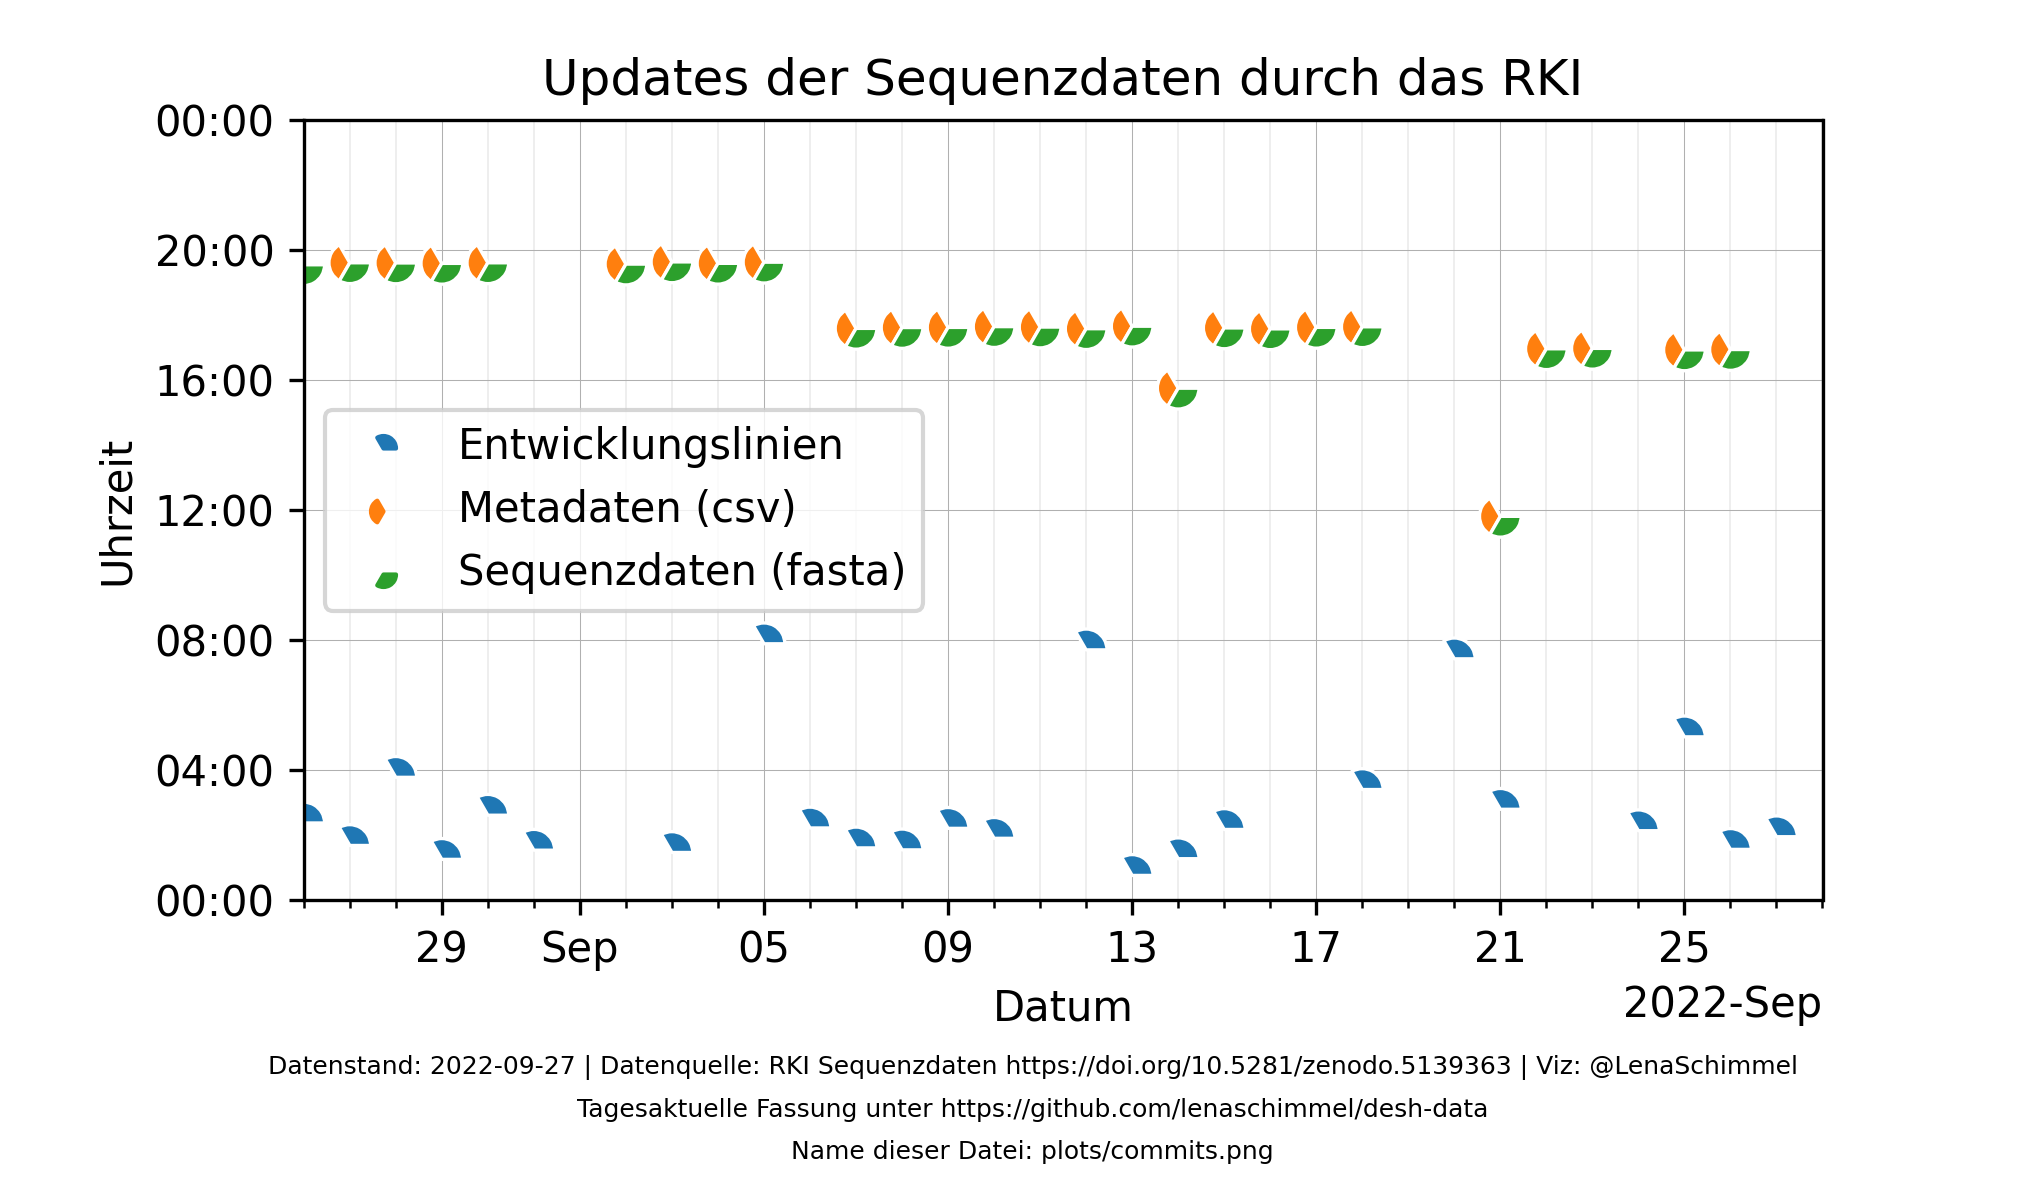 Updates der Sequenzdaten durch das RKI
00:00
20:00
16:00
12:00
08:00
04:00
00:00
Uhrzeit
Entwicklungslinien
Metadaten (csv)
Sequenzdaten (fasta)
29 Sep 05 09 13 17 21 25
2022-Sep
Datum
Datenstand: 2022-09-27 | Datenquelle: RKI Sequenzdaten https://doi.org/10.5281/zenodo.5139363 | Viz: @LenaSchimmel
Tagesaktuelle Fassung unter https://github.com/lenaschimmel/desh-data
Name dieser Datei: plots/commits.png